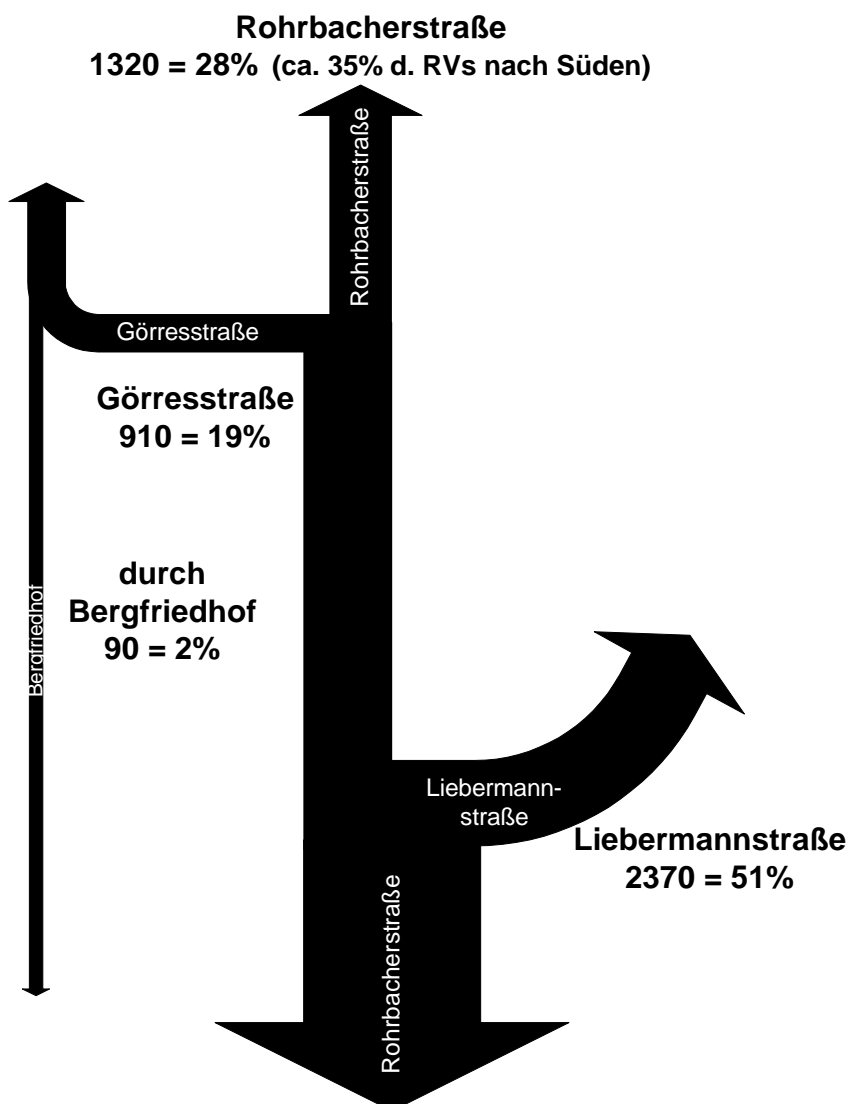 Rohrbacherstraße
1320 = 28% (ca. 35% d. RVs nach Süden)
Rohrbacherstraße
Görresstraße
Görresstraße
910 = 19%
durch
Bergfriedhof
90 = 2%
Bergfriedhof
Liebermann-
straße
Liebermannstraße
2370 = 51%
Rohrbacherstraße